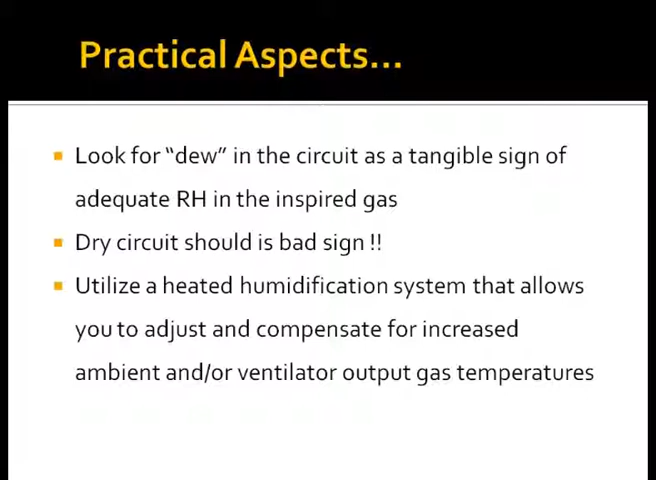 Practical Aspects...
Look for “dew” in the circuit as a tangible sign of
adequate RH in the inspired gas
Dry circuit should is bad sign !!
Utilize a heated humidification system that allows
you to adjust and compensate for increased
ambient and/or ventilator output gas temperatures